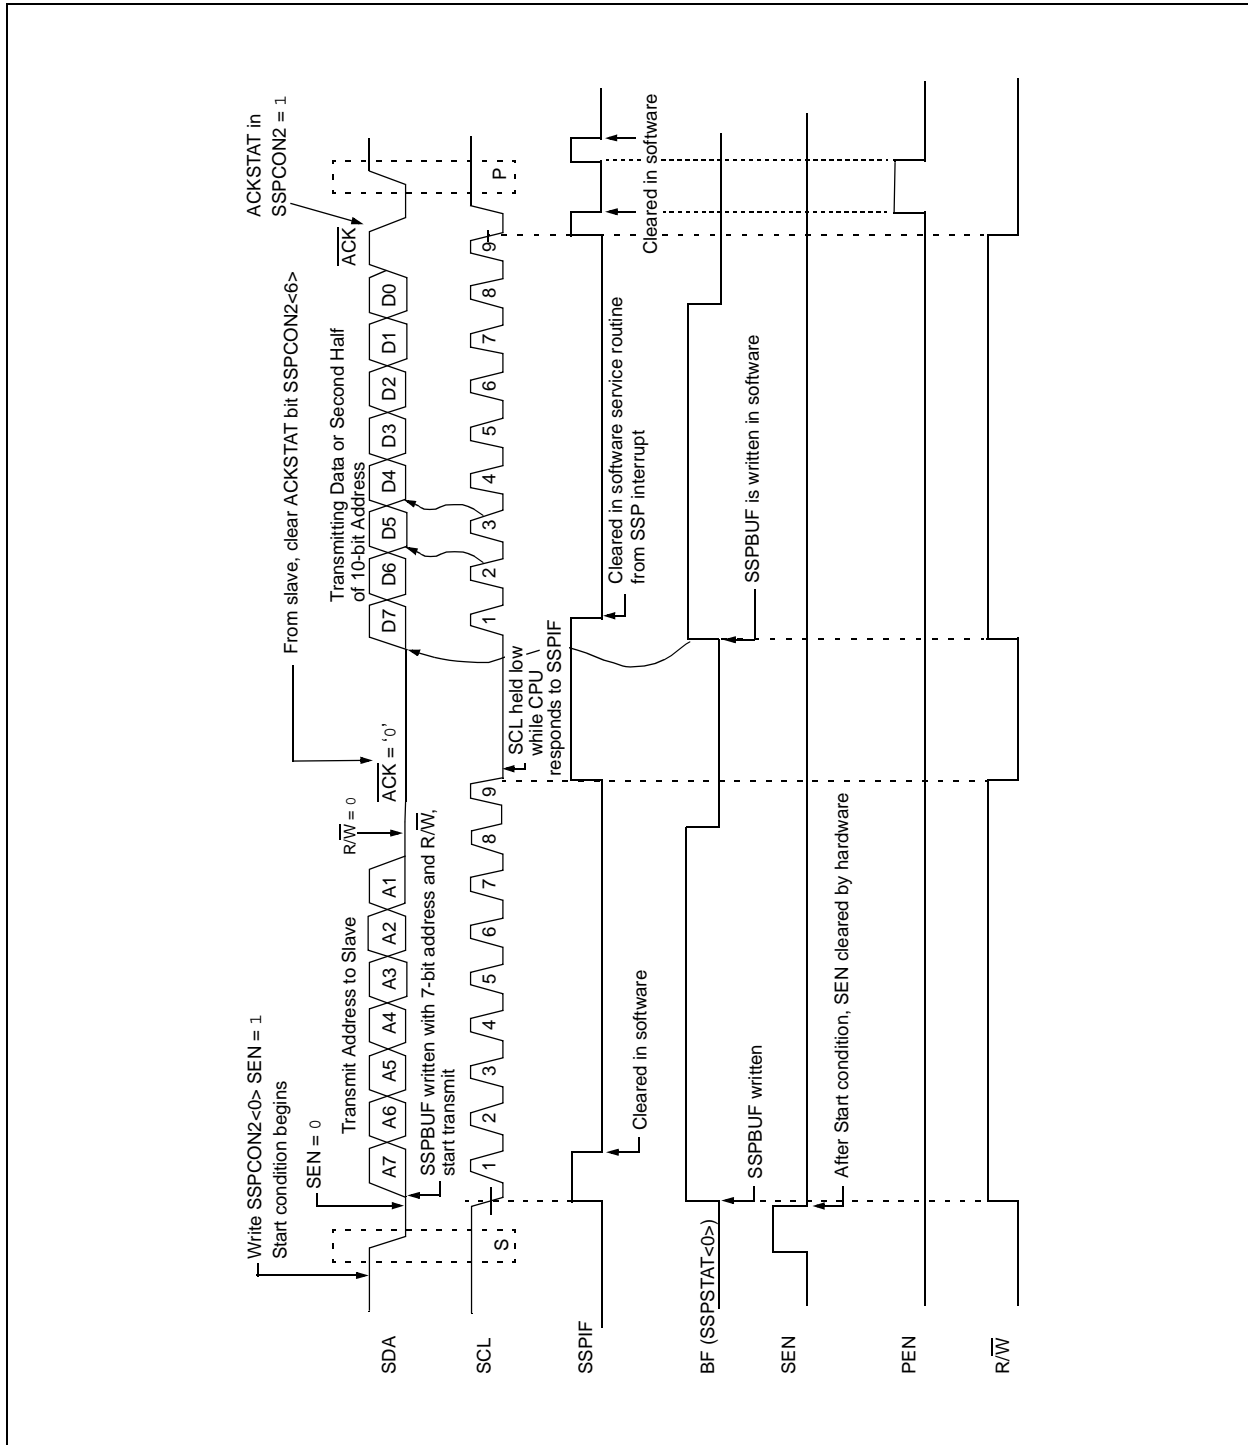 Write SSPCON2<0> SEN = 1
Start condition begins
SEN = 0
Transmit Address to Slave
From slave, clear ACKSTAT bit SSPCON2<6>
ACKSTAT in
SSPCON2 = 1
R/W = 0
ACK = '0'
Transmitting Data or Second Half
of 10-bit Address
ACK
SDA
A7 A6 A5 A4 A3 A2 A1
D7 D6 D5 D4 D3 D2 D1 D0
SSPBUF written with 7-bit address and R/W,
start transmit
SCL
S
1 2 3 4 5 6 7 8 9
1 2 3 4 5 6 7 8 9
P
SCL held low
while CPU
responds to SSPIF
SSPIF
Cleared in software
Cleared in software service routine
from SSP interrupt
Cleared in software
BF (SSPSTAT<0>)
SSPBUF written
SSPBUF is written in software
SEN
After Start condition, SEN cleared by hardware
PEN
R/W